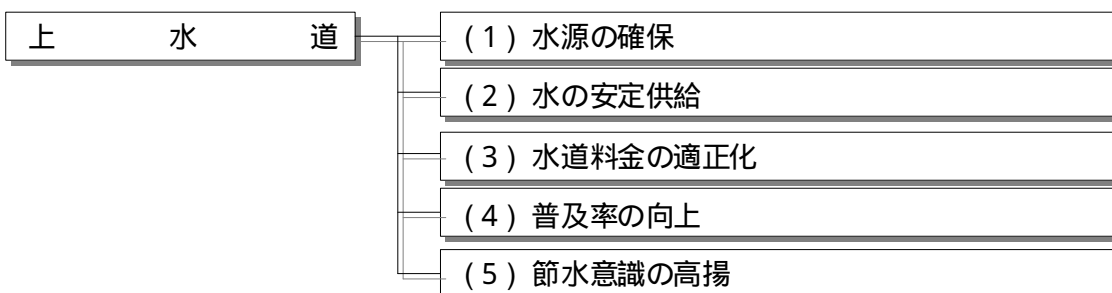 上水道
(1)水源の確保
(2)水の安定供給
(3)水道料金の適正化
(4)普及率の向上
(5)節水意識の高揚